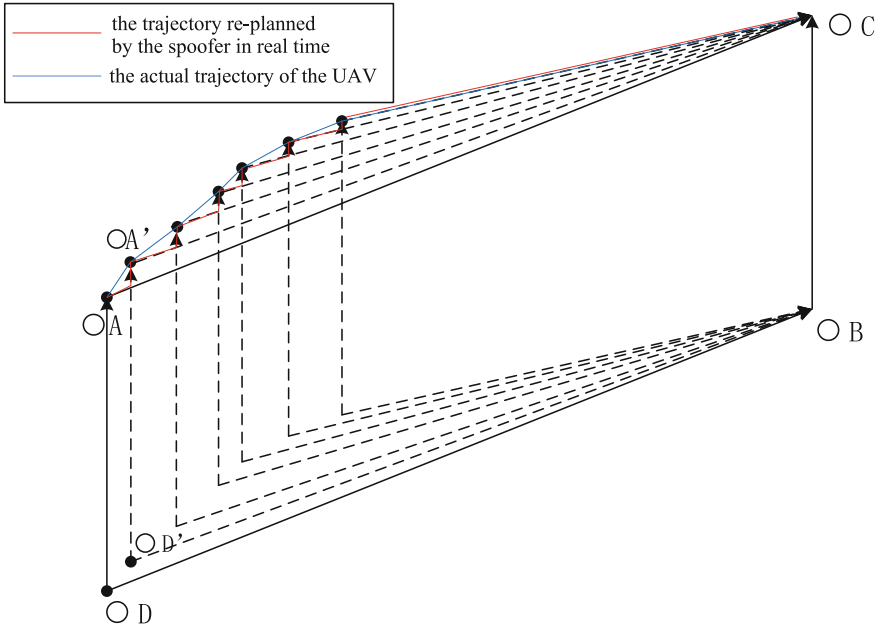 the trajectory re-planned
by the spoofer in real time
the actual trajectory of the UAV
C
A'
A
B
D'
D